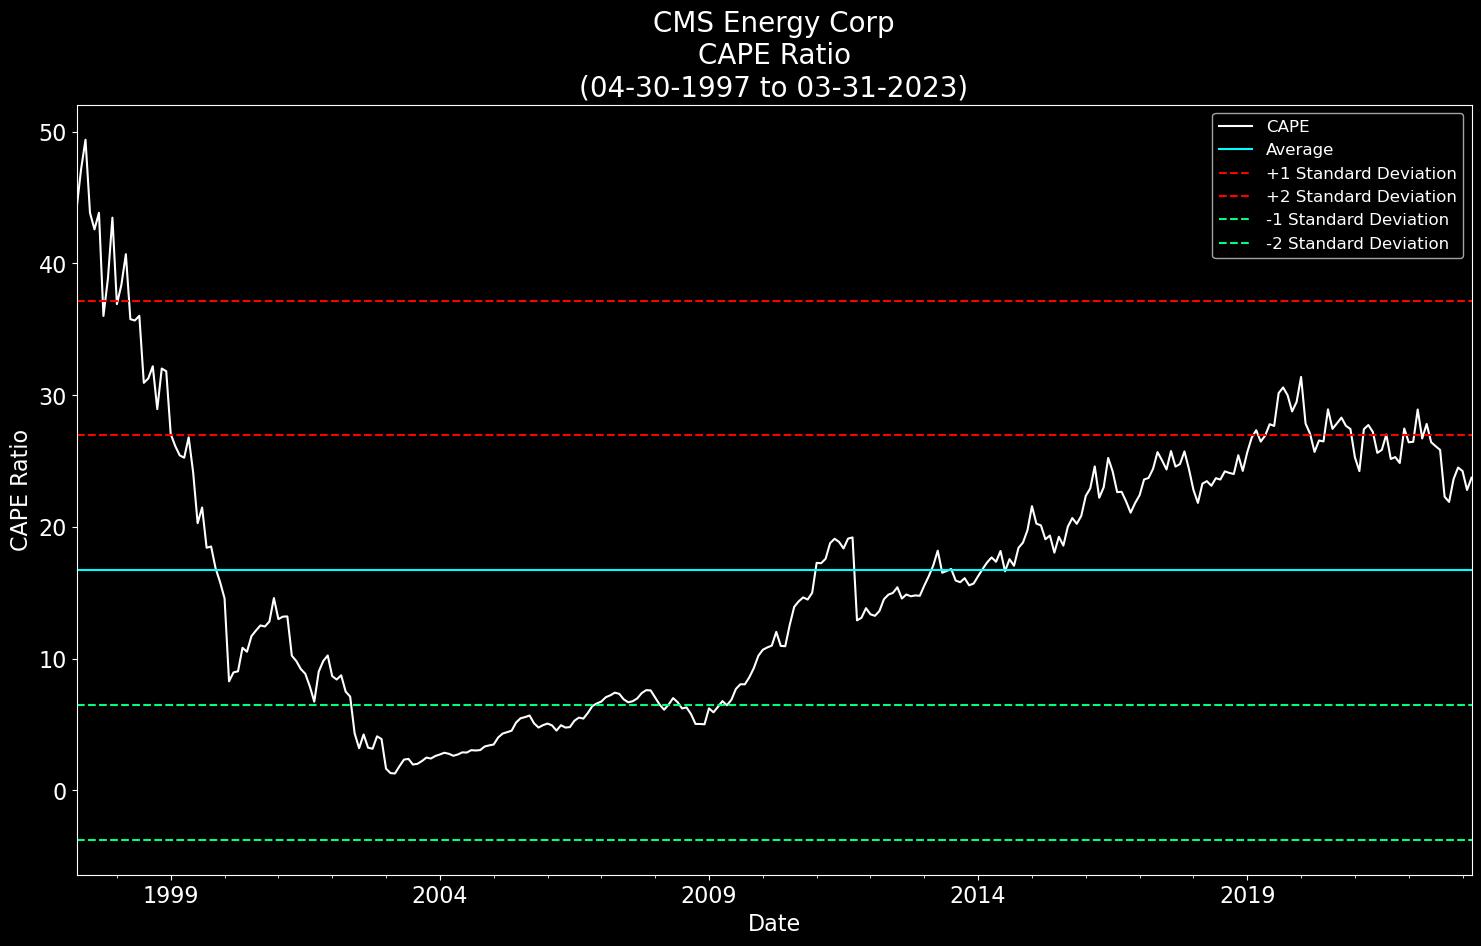 CMS Energy Corp
CAPE Ratio
(04-30-1997 to 03-31-2023)
CAPE
Average
+1 Standard Deviation
+2 Standard Deviation
-1 Standard Deviation
-2 Standard Deviation
50
40
30
20
10
0
CAPE Ratio
1999
2004
2009
2014
2019
Date